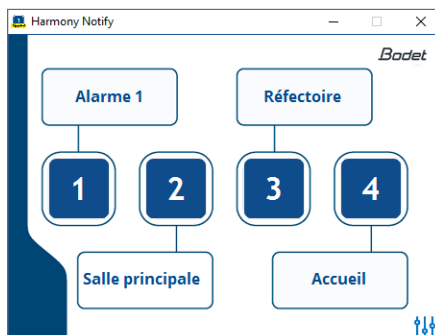 Harmony Notify
Bodet
Alarme 1
Réfectoire
1
2
3
4
Salle principale
Accueil